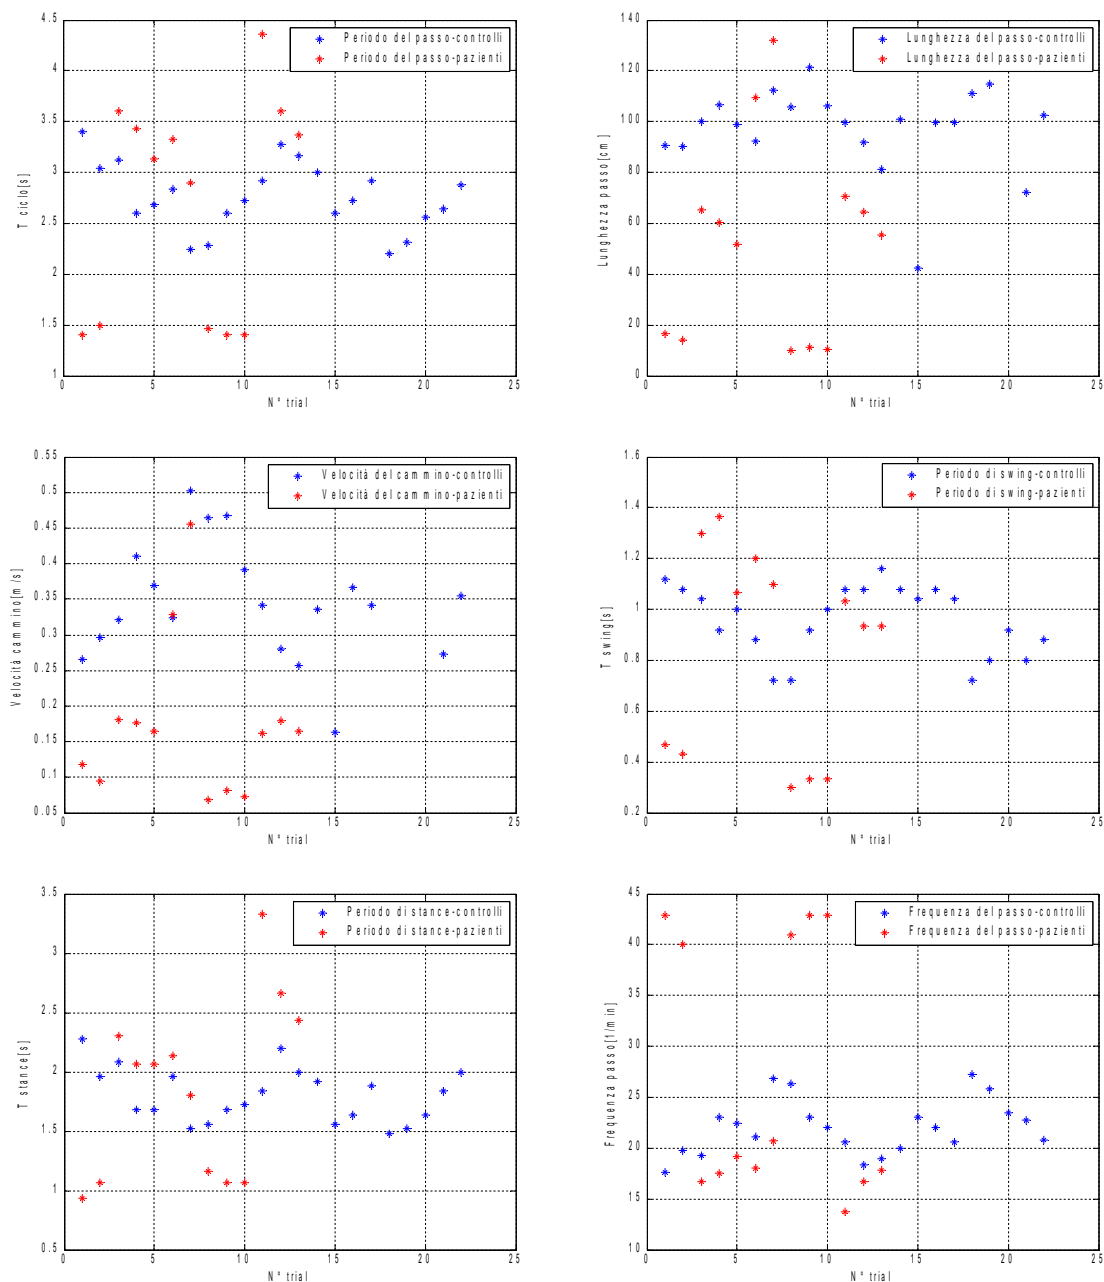 4.5
4
3.5
3
2.5
2
1.5
1
T ciclo[s]
Periodo del passo-controlli
Periodo del passo-pazienti
0 5 10 15 20 25
N° trial
140
120
100
80
60
40
20
0
Lunghezza passo[cm]
Lunghezza del passo-controlli
Lunghezza del passo-pazienti
0 5 10 15 20 25
N° trial
0.55
0.5
0.45
0.4
0.35
0.3
0.25
0.2
0.15
0.1
0.05
Velocità cammino[m/s]
Velocità del cammino-controlli
Velocità del cammino-pazienti
0 5 10 15 20 25
N° trial
1.6
1.4
1.2
1
0.8
0.6
0.4
0.2
T swing[s]
Periodo di swing-controlli
Periodo di swing-pazienti
0 5 10 15 20 25
N° trial
3.5
3
2.5
2
1.5
1
0.5
T stance[s]
Periodo di stance-controlli
Periodo di stance-pazienti
0 5 10 15 20 25
N° trial
45
40
35
30
25
20
15
10
Frequenza passo[1/min]
Frequenza del passo-controlli
Frequenza del passo-pazienti
0 5 10 15 20 25
N° trial